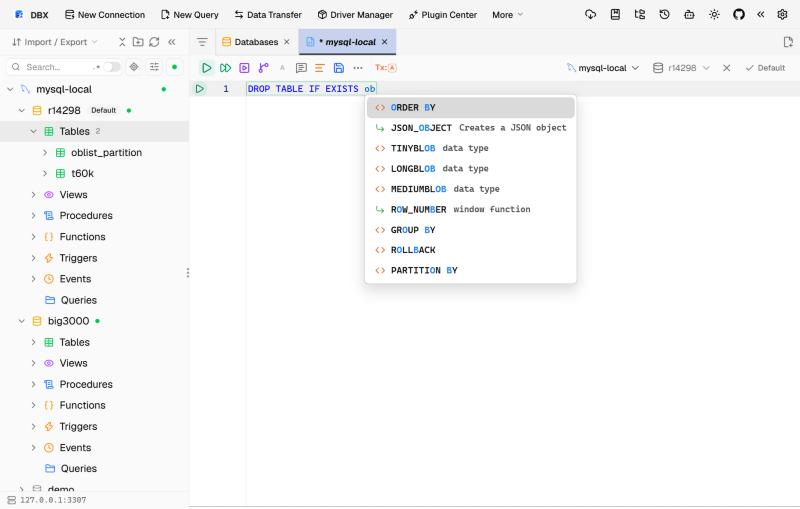 DBX New Connection New Query Data Transfer Driver Manager Plugin Center More
Import / Export
Databases
* mysql-local
Search...
Tx:
mysql-local
r14298
Default
1
DROP TABLE IF EXISTS ob
ORDER BY
JSON_OBJECT Creates a JSON object
TINYBLOB data type
LONGBLOB data type
MEDIUMBLOB data type
ROW_NUMBER window function
GROUP BY
ROLLBACK
PARTITION BY
mysql-local
r14298 Default
Tables 2
oblist_partition
t60k
Views
Procedures
Functions
Triggers
Events
Queries
big3000
Tables
Views
Procedures
Functions
Triggers
Events
Queries
demo
127.0.0.1:3307